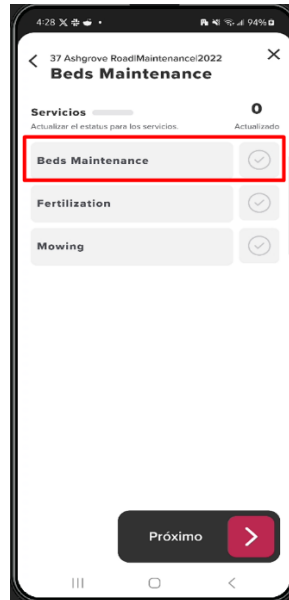 4:28 94%
37 Ashgrove Road|Maintenance|2022
Beds Maintenance
Servicios 0
Actualizar el estatus para los servicios. Actualizado
Beds Maintenance
Fertilization
Mowing
Próximo